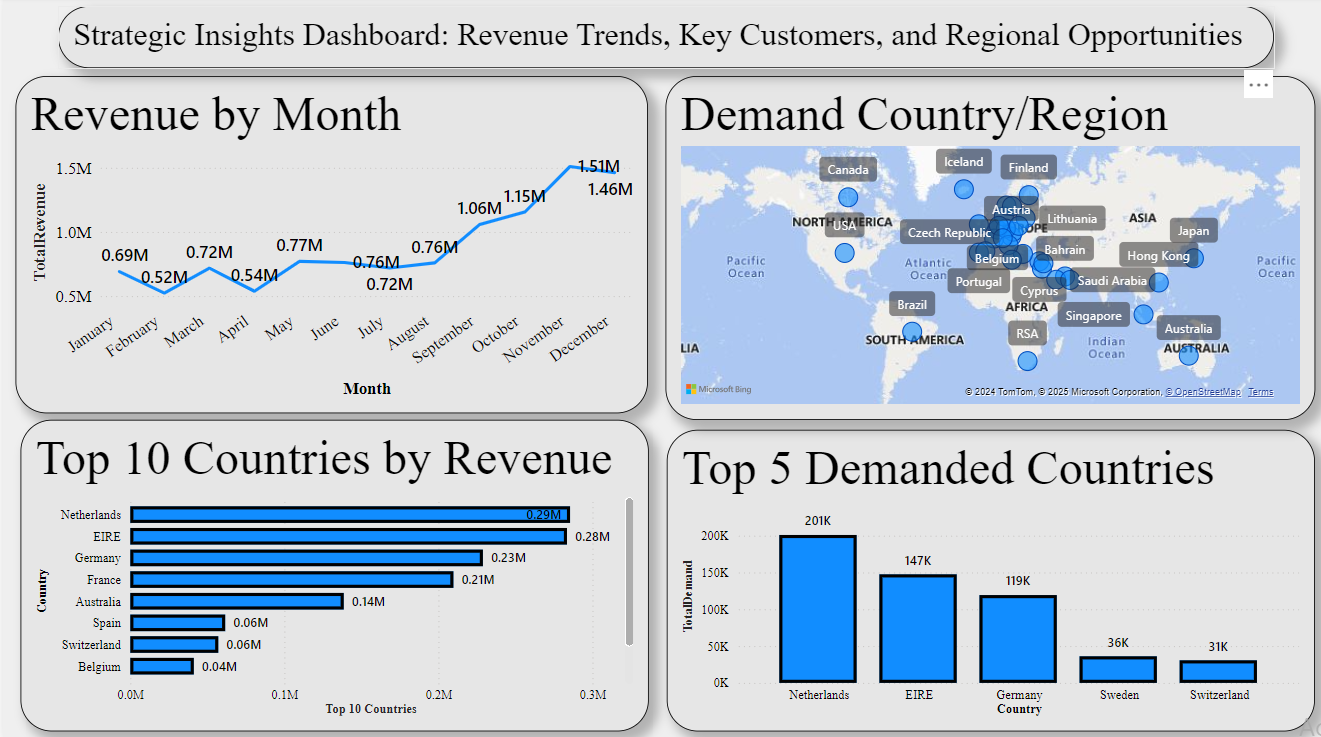 Strategic Insights Dashboard: Revenue Trends, Key Customers, and Regional Opportunities
Revenue by Month
TotalRevenue
1.5M
1.0M
0.5M
0.69M
0.52M
0.72M
0.54M
0.77M
0.76M
0.72M
0.76M
1.06M
1.15M
1.51M
1.46M
January
February
March
April
May
June
July
August
September
October
November
December
Month
Demand Country/Region
Iceland
Finland
Canada
Austria
Lithuania
ASIA
NORTH AMERICA
USA
Czech Republic
Japan
Bahrain
Hong Kong
Belgium
Pacific
Ocean
Atlantic
Pacific
Ocean
Portugal
Saudi Arabia
Cyprus
Brazil
AFRICA
Singapore
RSA
Australia
SOUTH AMERICA
Indian
Ocean
LIA
AUSTRALIA
Microsoft Bing
© 2024 TomTom, © 2025 Microsoft Corporation, © OpenStreetMap Terms
Top 10 Countries by Revenue
Country
Netherlands 0.29M
EIRE 0.28M
Germany 0.23M
France 0.21M
Australia 0.14M
Spain 0.06M
Switzerland 0.06M
Belgium 0.04M
0.0M 0.1M 0.2M 0.3M
Top 10 Countries
Top 5 Demanded Countries
TotalDemand
200K
150K
100K
50K
0K
201K
147K
119K
36K
31K
Netherlands EIRE Germany Sweden Switzerland
Country